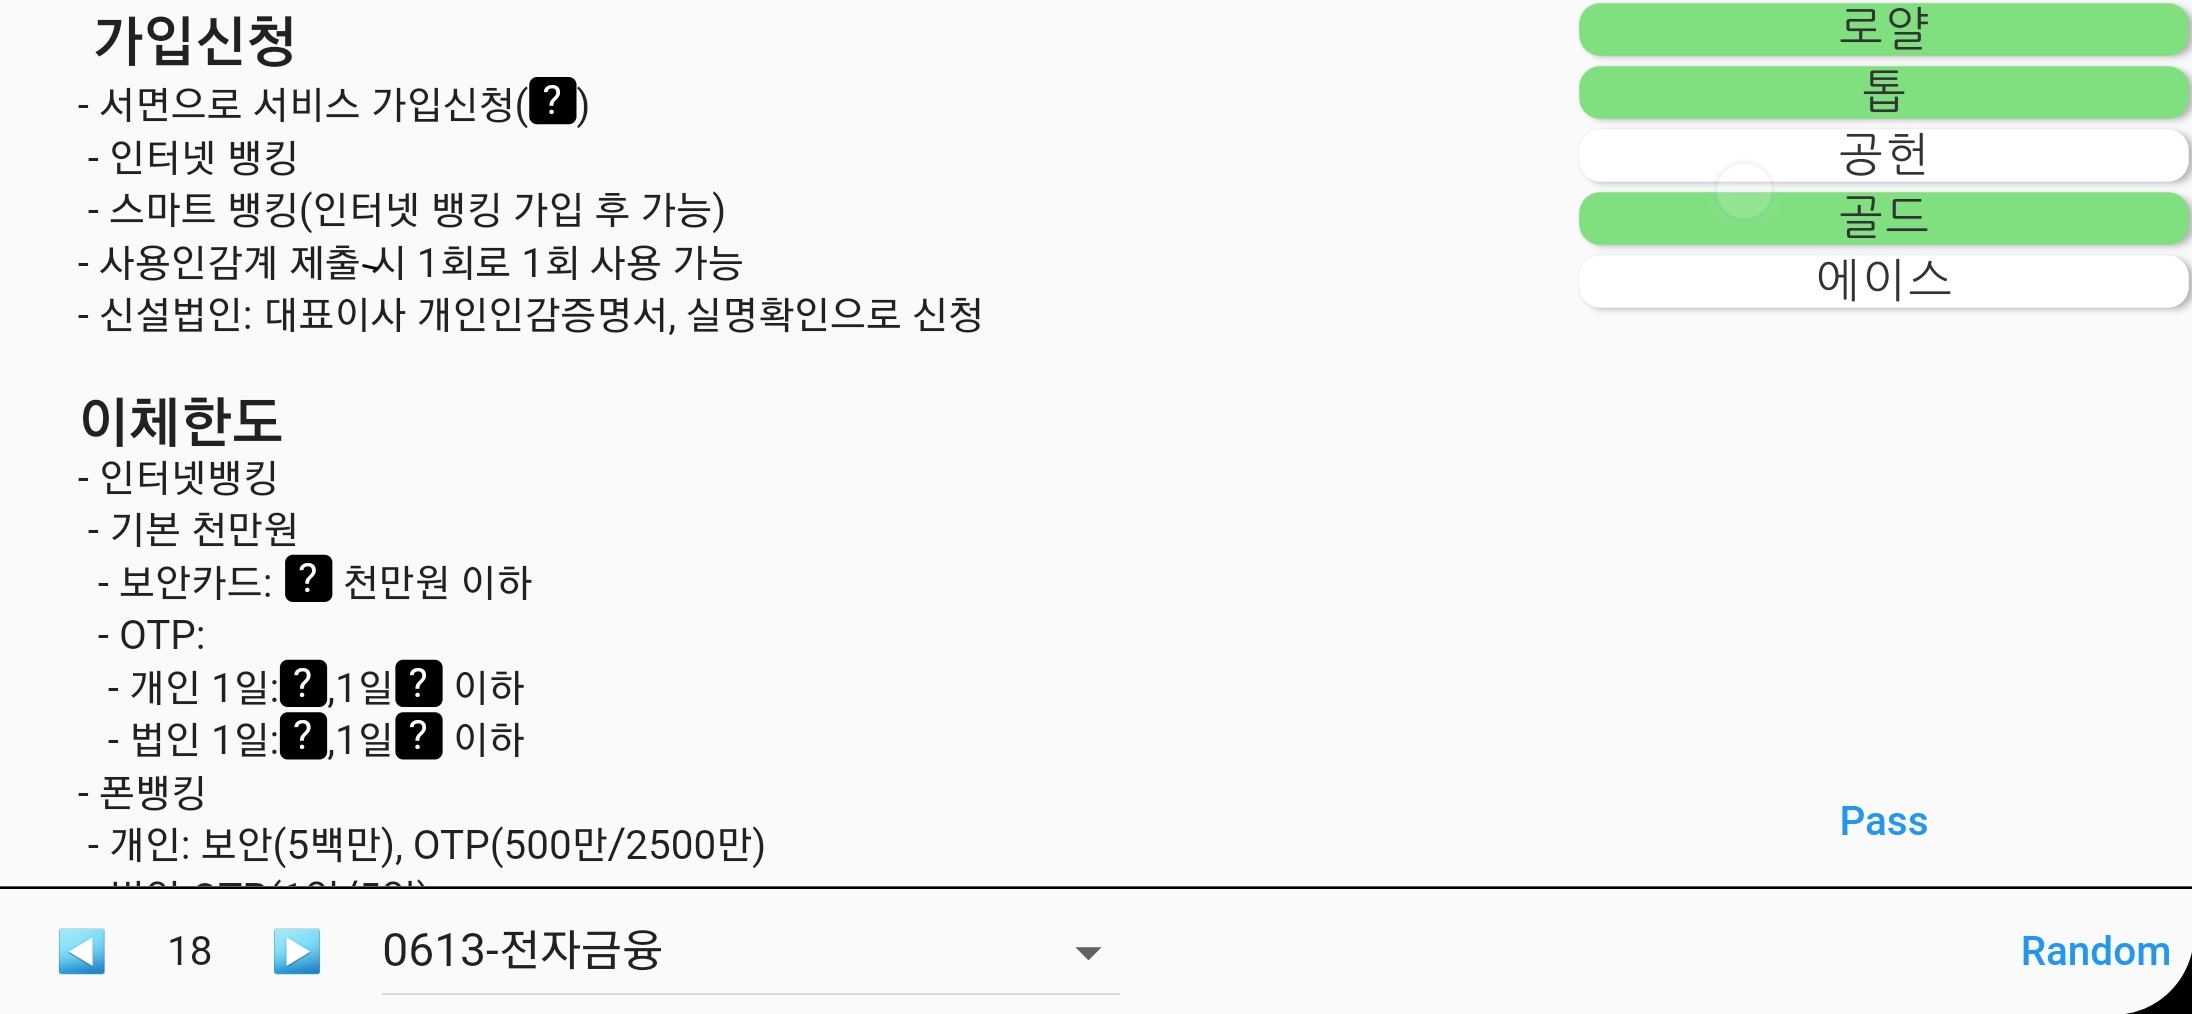 가입신청
- 서면으로 서비스 가입신청(?)
- 인터넷 뱅킹
- 스마트 뱅킹(인터넷 뱅킹 가입 후 가능)
- 사용인감계 제출 시 1회로 1회 사용 가능
- 신설법인: 대표이사 개인인감증명서, 실명확인으로 신청
이체한도
- 인터넷뱅킹
- 기본 천만원
- 보안카드: ? 천만원 이하
- OTP:
- 개인 1일:?,1일? 이하
- 법인 1일:?,1일? 이하
- 폰뱅킹
- 개인: 보안(5백만), OTP(500만/2500만)
로얄
톱
공헌
골드
에이스
Pass
18
0613-전자금융
Random